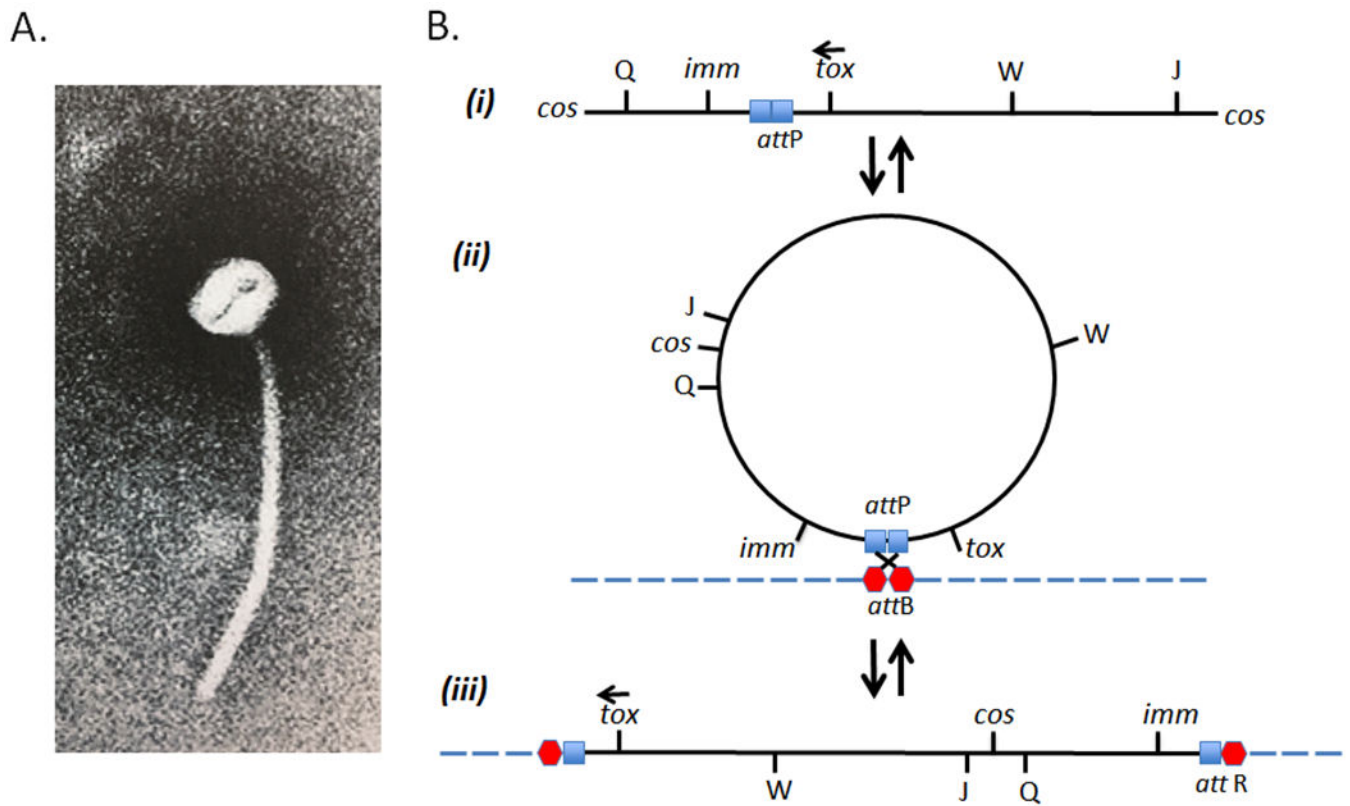 A.
B.
Q imm tox W J
(i) cos cos
attP
(ii)
J
cos
W
Q
attP
imm tox
attB
(iii)
tox cos imm
W J Q att R